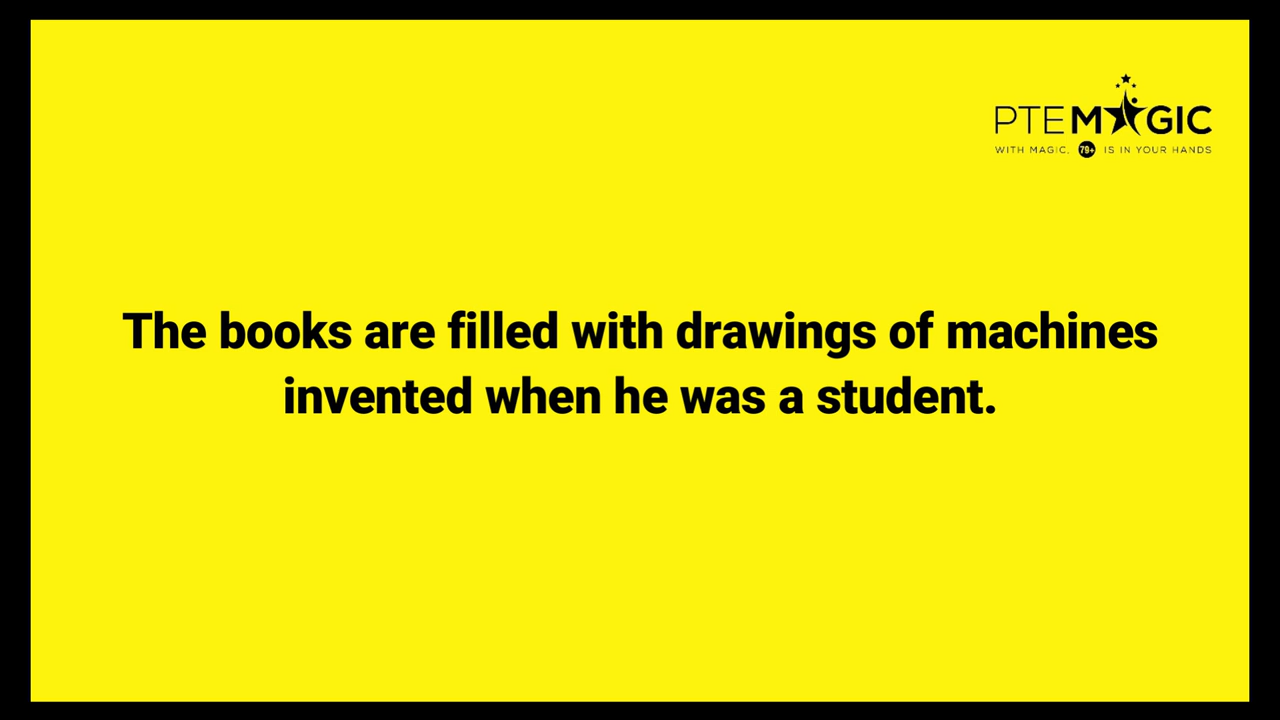 PTEMAGIC
WITH MAGIC, 79+ IS IN YOUR HANDS
The books are filled with drawings of machines
invented when he was a student.